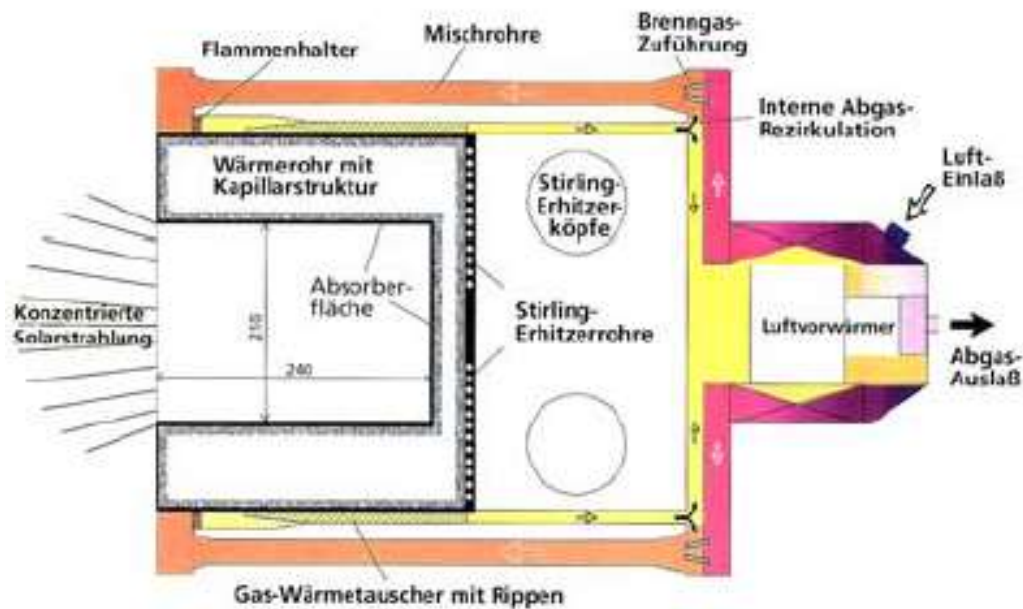 Brenngas-
Zuführung
Mischrohre
Flammenhalter
Interne Abgas-
Rezirkulation
Luft-
Einlaß
Wärmerohr mit
Kapillarstruktur
Stirling-
Erhitzer-
köpfe
Absorber-
fläche
Konzentrierte
Solarstrahlung
210
240
Stirling-
Erhitzerrohre
Luftvorwärmer
Abgas-
Auslaß
Gas-Wärmetauscher mit Rippen